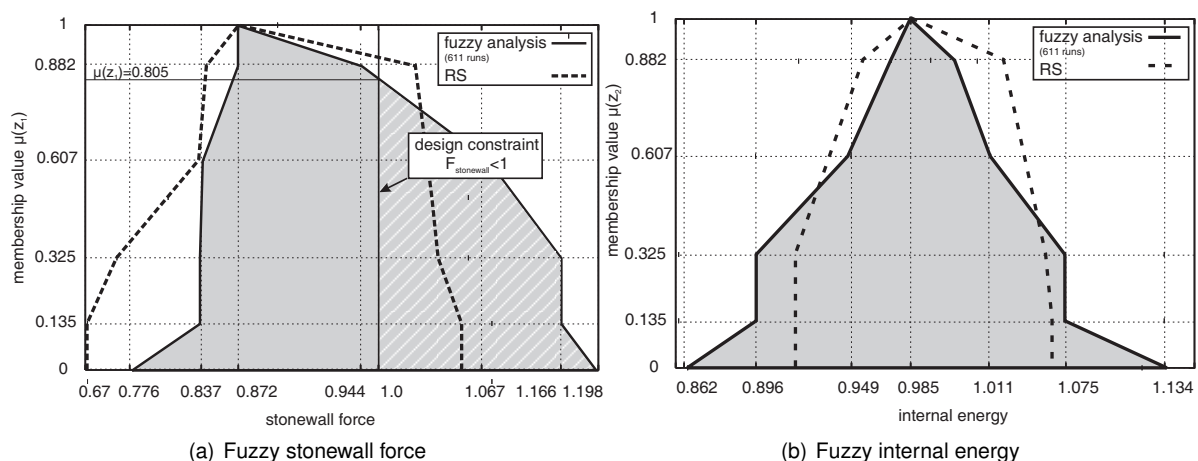 1
0.882
0.607
0.325
0.135
0
membership value μ(z₁)
μ(z₁)=0.805
fuzzy analysis
(611 runs)
RS
design constraint
F stonewall<1
0.67 0.776 0.837 0.872 0.944 1.0 1.067 1.166 1.198
stonewall force
(a) Fuzzy stonewall force
1
0.882
0.607
0.325
0.135
0
membership value μ(z₂)
fuzzy analysis
(611 runs)
RS
0.862 0.896 0.949 0.985 1.011 1.075 1.134
internal energy
(b) Fuzzy internal energy